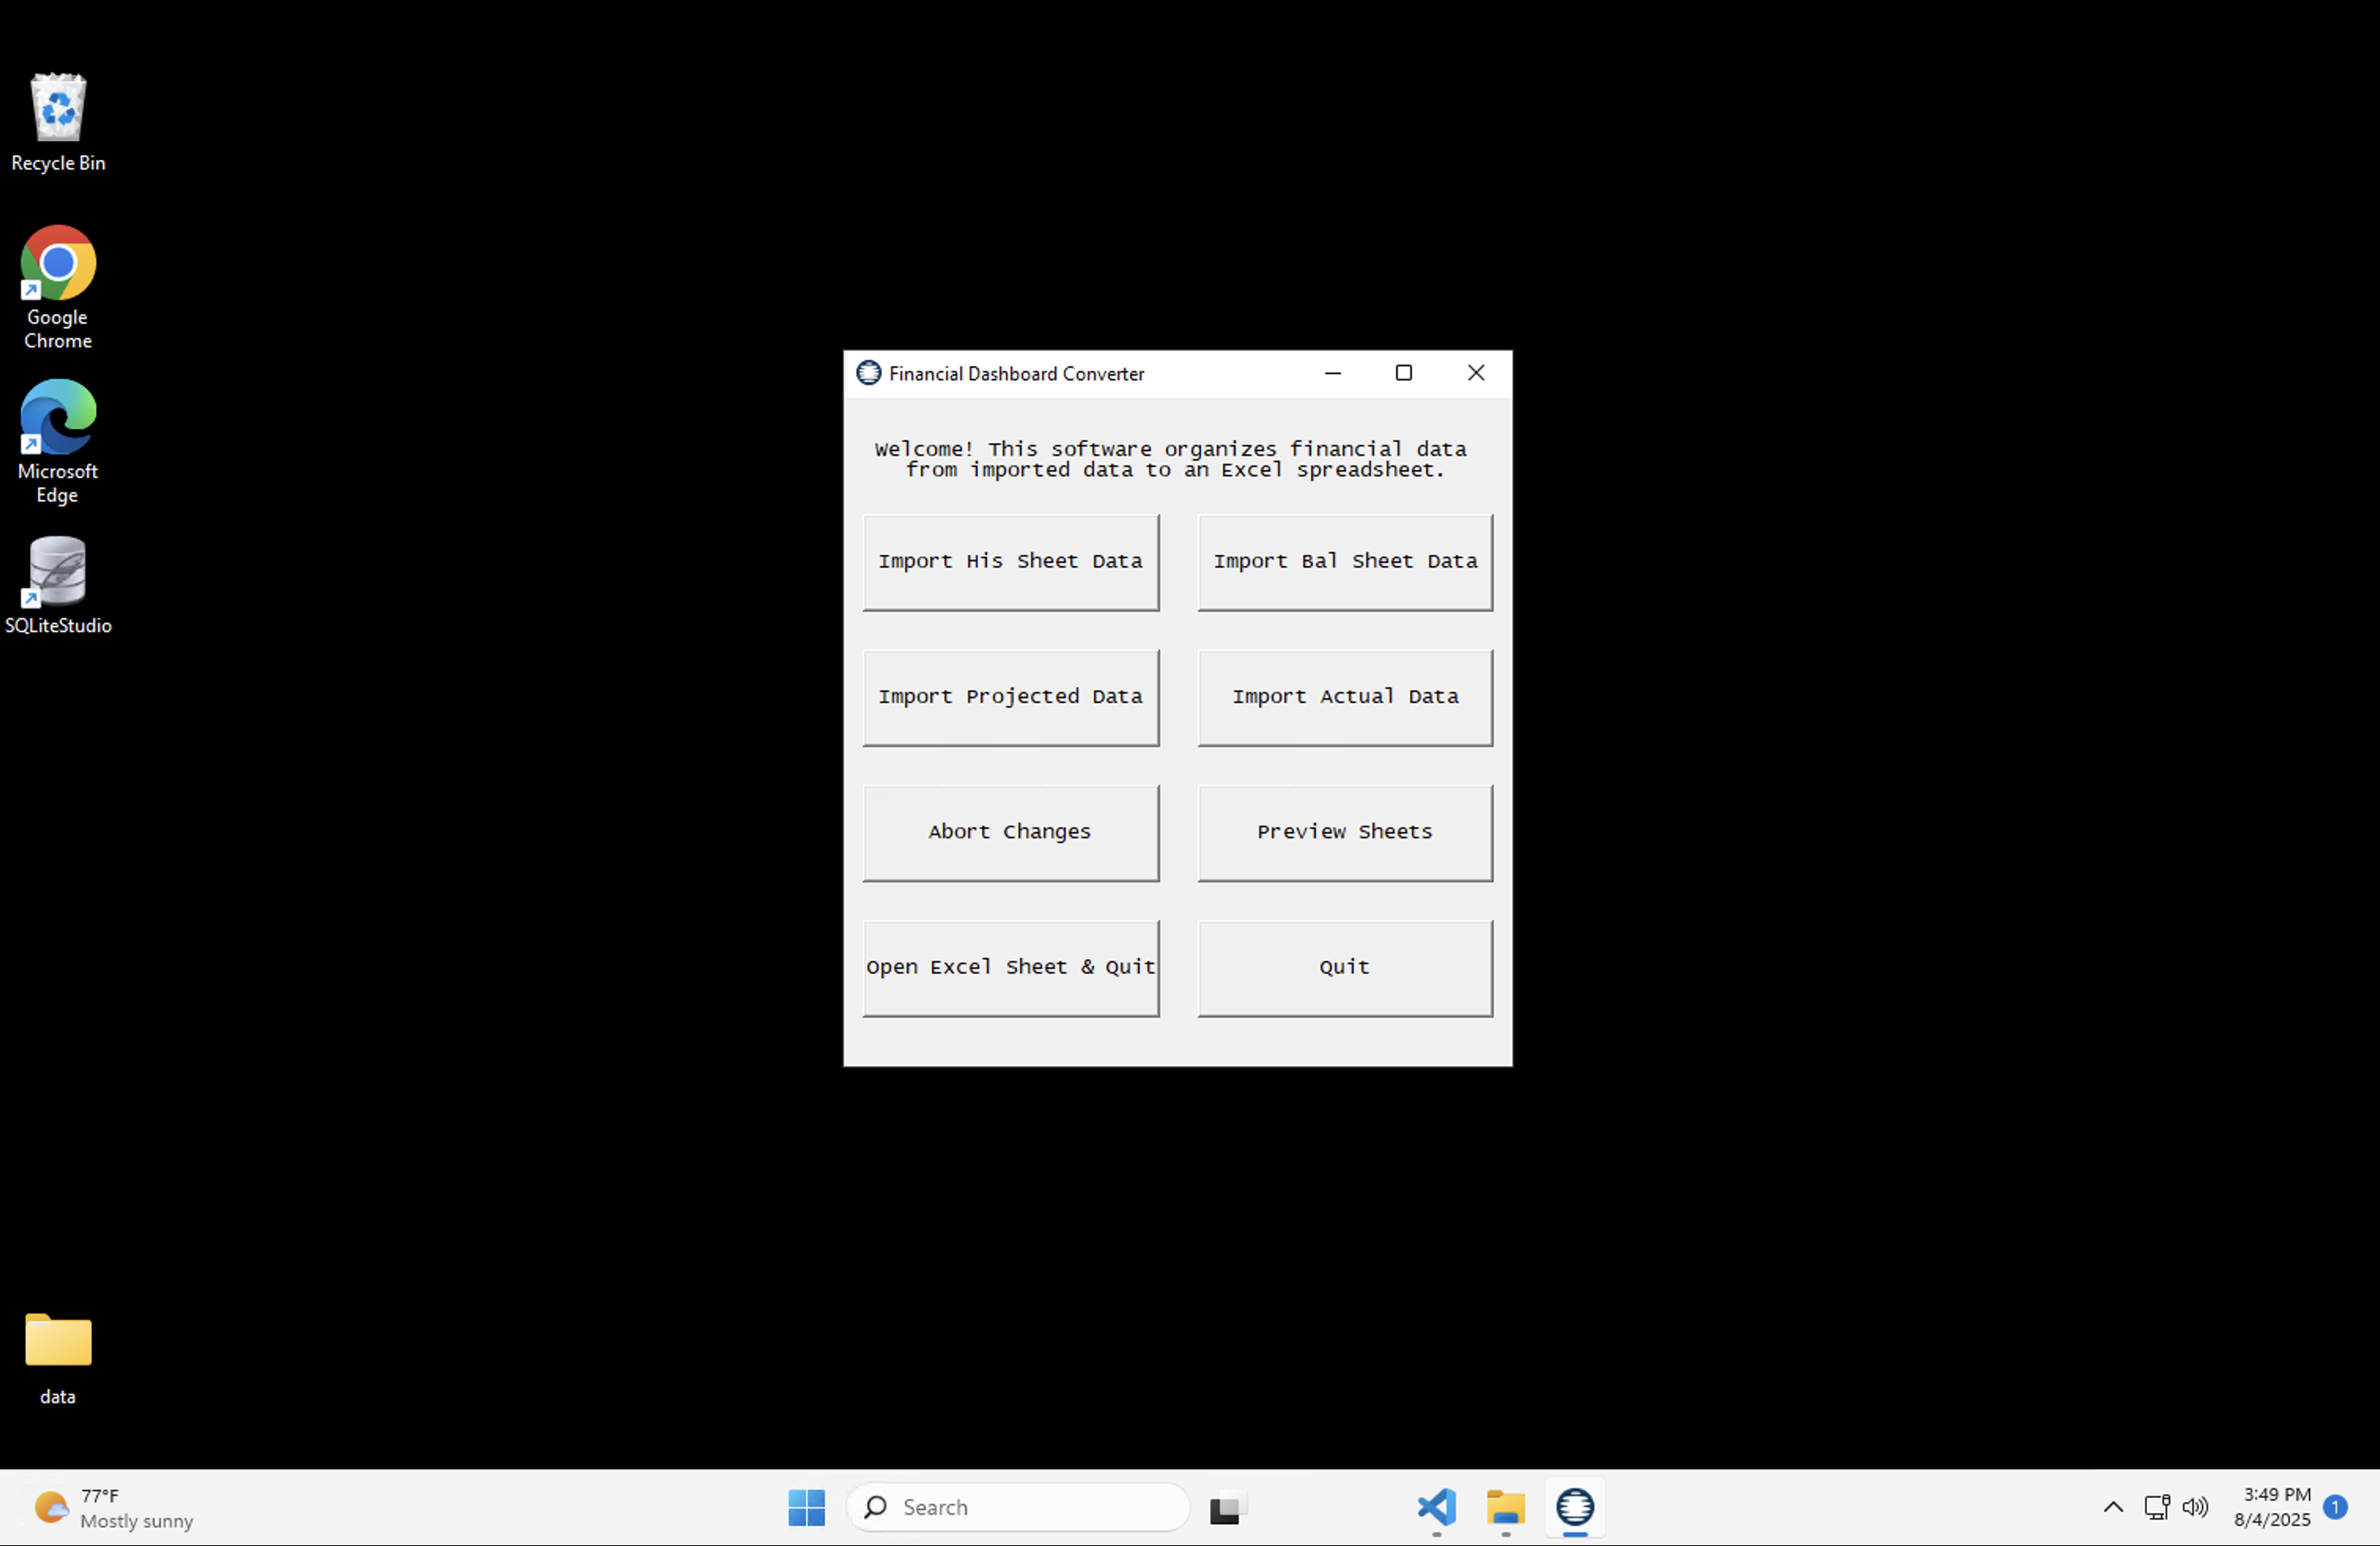 Recycle Bin
Google
Chrome
Microsoft
Edge
SQLiteStudio
data
Financial Dashboard Converter
Welcome! This software organizes financial data
from imported data to an Excel spreadsheet.
Import His Sheet Data
Import Bal Sheet Data
Import Projected Data
Import Actual Data
Abort Changes
Preview Sheets
Open Excel Sheet & Quit
Quit
77°F
Mostly sunny
Search
3:49 PM
8/4/2025
1